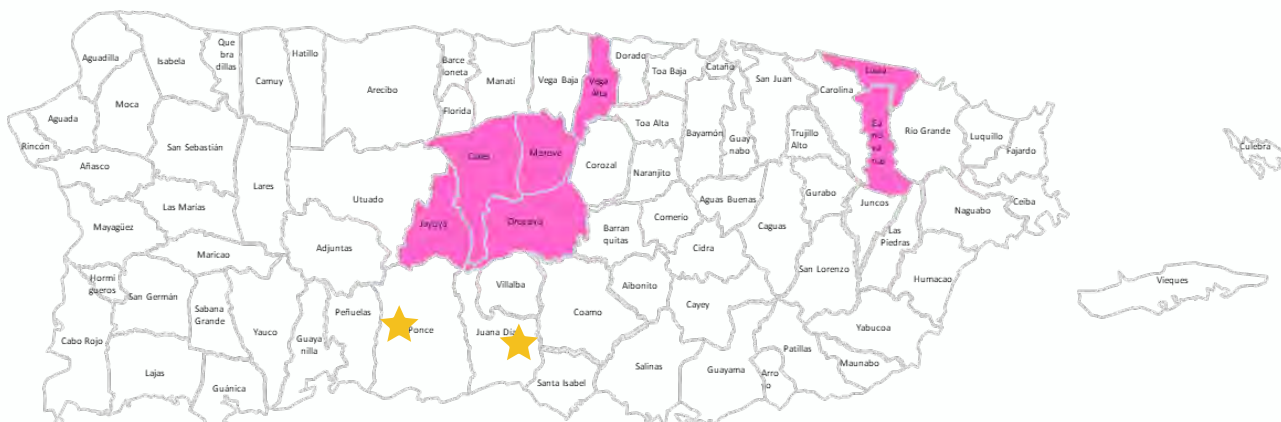 Aguadilla
Isabela
Que
bra
dillas
Camuy
Hatillo
Arecibo
Barce
loneta
Manatí
Vega Baja
Vega
Alta
Dorado
Toa Baja
Cataño
San Juan
Carolina
Loiza
Moca
Aguada
Rincón
San Sebastián
Añasco
Lares
Florida
Ciales
Morovis
Corozal
Toa Alta
Naranjito
Bayamón
Guay
nabo
Trujillo
Alto
Río Grande
Luquillo
Fajardo
Culebra
Utuado
Jayuya
Orocovis
Barran
quitas
Comerio
Aguas Buenas
Gurabo
Caguas
Juncos
Las
Piedras
Naguabo
Ceiba
Las Marías
Mayagüez
Maricao
Adjuntas
Cidra
San Lorenzo
Humacao
Vieques
Hormi
gueros
San Germán
Sabana
Grande
Yauco
Guaya
nilla
Peñuelas
Ponce
Villalba
Juana Día
Coamo
Aibonito
Cayey
Yabucoa
Cabo Rojo
Lajas
Guánica
Santa Isabel
Salinas
Guayama
Arro
yo
Patillas
Maunabo